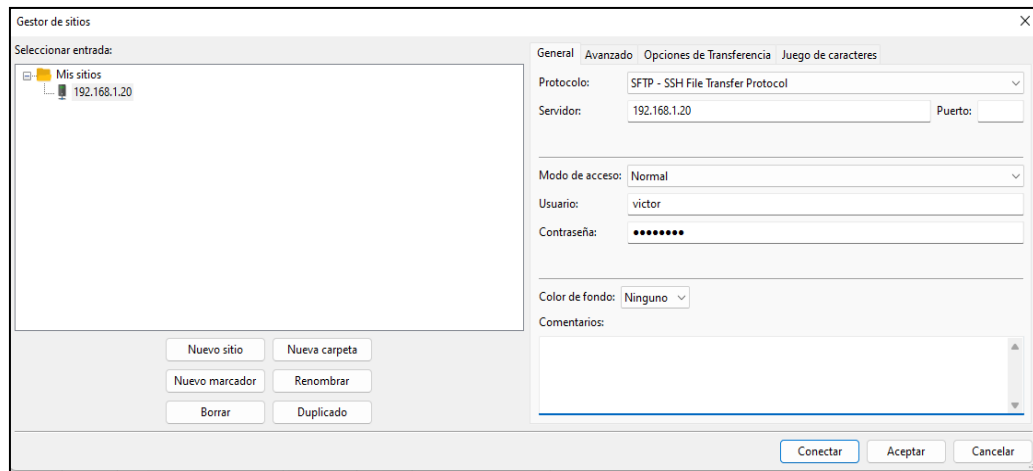 Gestor de sitios
Seleccionar entrada:
Mis sitios
192.168.1.20
Nuevo sitio Nueva carpeta
Nuevo marcador Renombrar
Borrar Duplicado
General Avanzado Opciones de Transferencia Juego de caracteres
Protocolo: SFTP - SSH File Transfer Protocol
Servidor: 192.168.1.20 Puerto:
Modo de acceso: Normal
Usuario: victor
Contraseña: ••••••••
Color de fondo: Ninguno
Comentarios:
Conectar Aceptar Cancelar